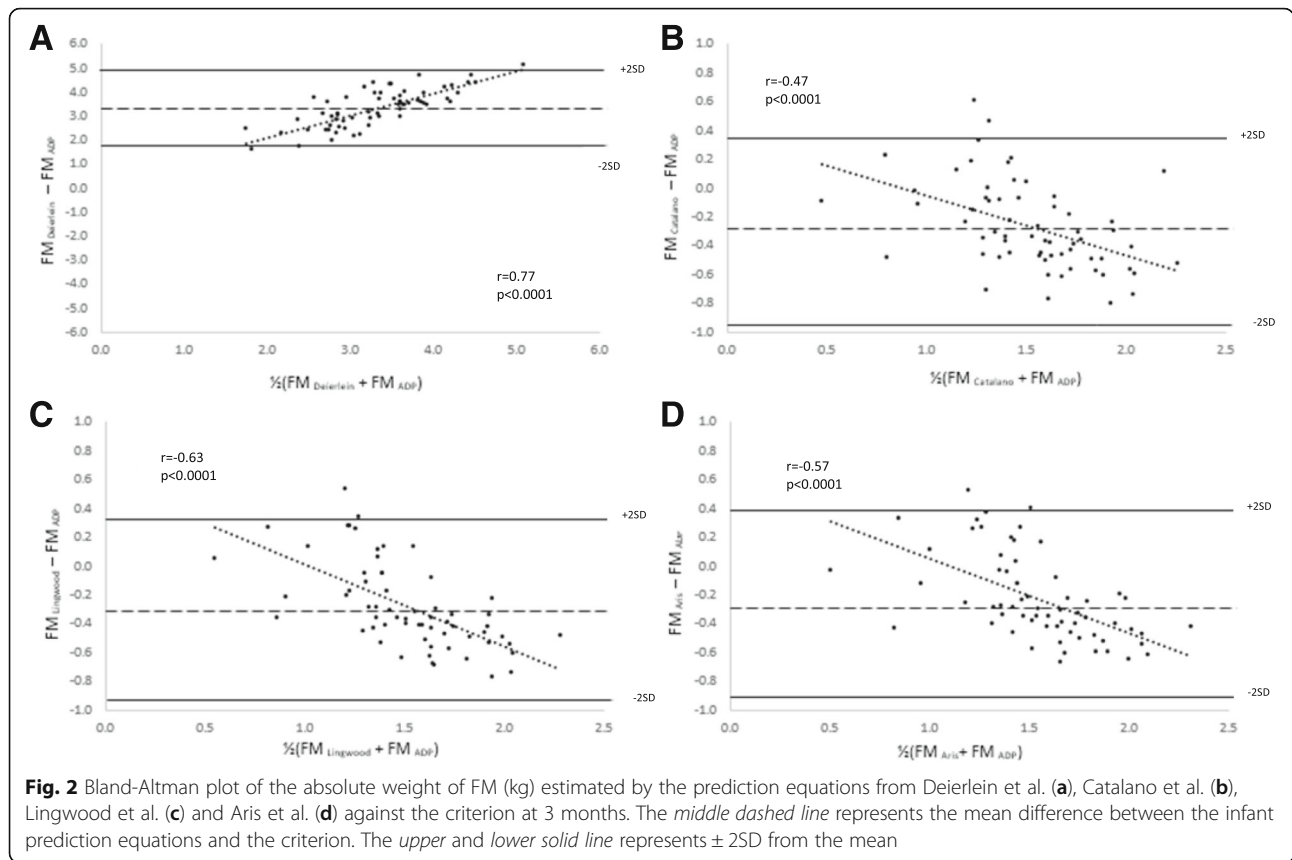 A
6.0
5.0
4.0
3.0
2.0
1.0
0.0
-1.0
-2.0
-3.0
-4.0
-5.0
-6.0
FM Deierlein – FM ADP
+2SD
-2SD
r=0.77
p<0.0001
0.0 1.0 2.0 3.0 4.0 5.0 6.0
½(FM Deierlein + FM ADP)
B
1.0
0.8
0.6
0.4
0.2
0.0
-0.2
-0.4
-0.6
-0.8
-1.0
FM Catalano – FM ADP
r=-0.47
p<0.0001
+2SD
-2SD
0.0 0.5 1.0 1.5 2.0 2.5
½(FM Catalano + FM ADP)
C
1.0
0.8
0.6
0.4
0.2
0.0
-0.2
-0.4
-0.6
-0.8
-1.0
FM Lingwood – FM ADP
r=-0.63
p<0.0001
+2SD
-2SD
0.0 0.5 1.0 1.5 2.0 2.5
½(FM Lingwood + FM ADP)
D
1.0
0.8
0.6
0.4
0.2
0.0
-0.2
-0.4
-0.6
-0.8
-1.0
FM Aris – FM
r=-0.57
p<0.0001
+2SD
-2SD
0.0 0.5 1.0 1.5 2.0 2.5
½(FM Aris+ FM ADP)
Fig. 2 Bland-Altman plot of the absolute weight of FM (kg) estimated by the prediction equations from Deierlein et al. (a), Catalano et al. (b),
Lingwood et al. (c) and Aris et al. (d) against the criterion at 3 months. The middle dashed line represents the mean difference between the infant
prediction equations and the criterion. The upper and lower solid line represents ± 2SD from the mean